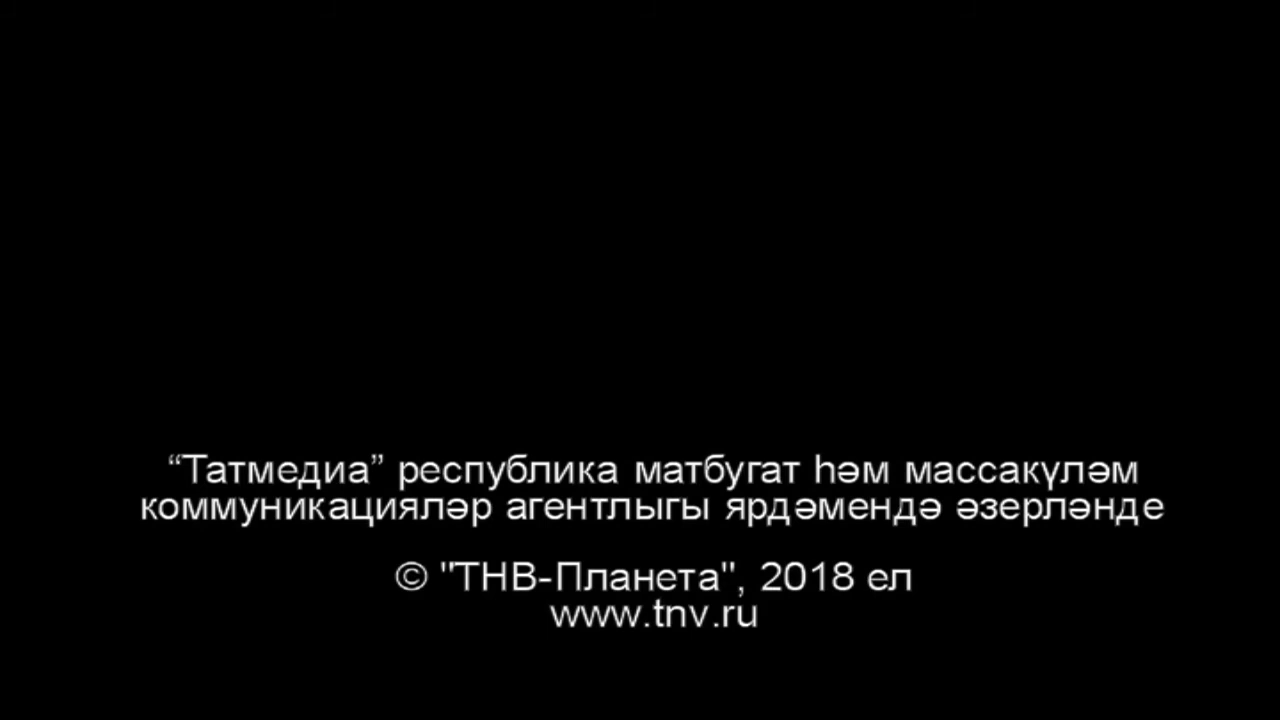 “Татмедиа” республика матбугат һәм массакүләм
коммуникацияләр агентлыгы ярдәмендә әзерләнде
© "ТНВ-Планета", 2018 ел
www.tnv.ru